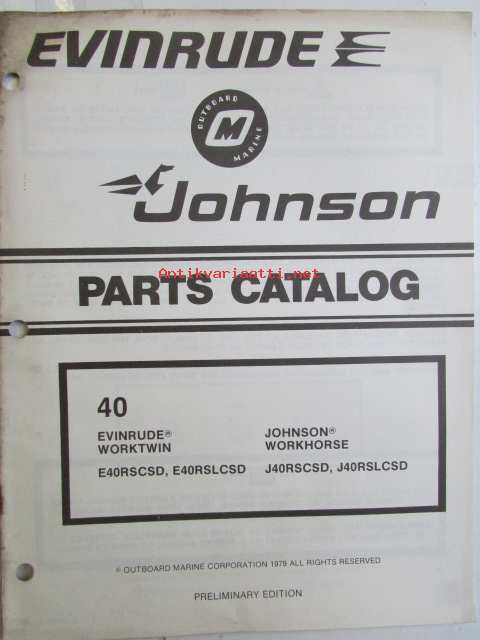 EVINRUDE
OUTBOARD
M
MARINE
Johnson
Antikvariaatti.net
PARTS CATALOG
40
EVINRUDE® JOHNSON®
WORKTWIN WORKHORSE
E40RSCSD, E40RSLCSD J40RSCSD, J40RSLCSD
© OUTBOARD MARINE CORPORATION 1979 ALL RIGHTS RESERVED
PRELIMINARY EDITION